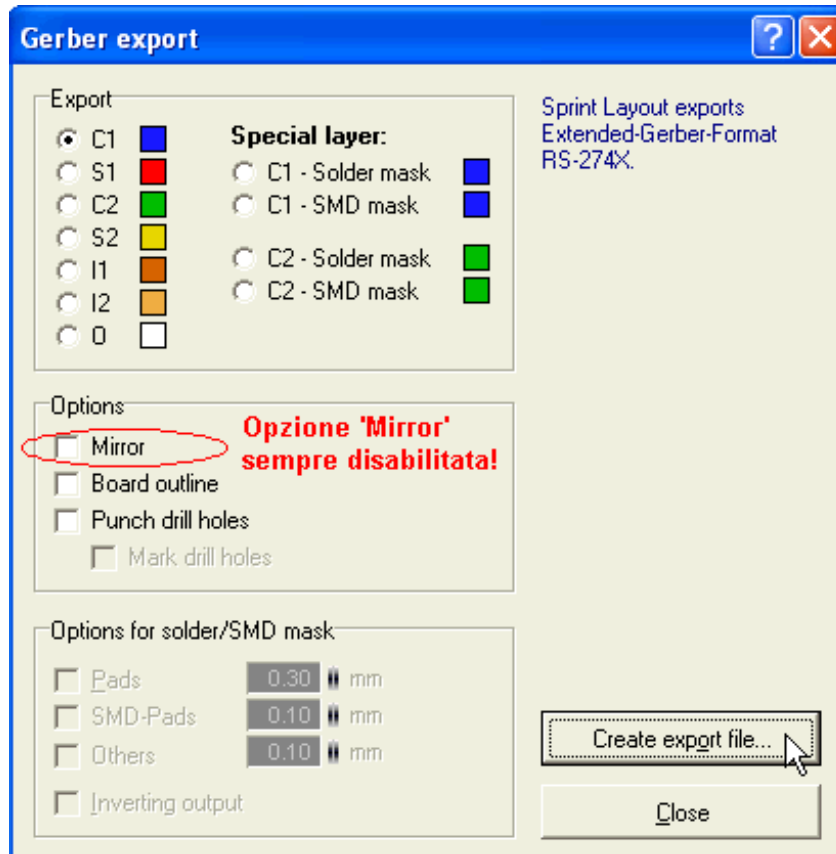 Gerber export
Export
C1
S1
C2
S2
I1
I2
O
Special layer:
C1 - Solder mask
C1 - SMD mask
C2 - Solder mask
C2 - SMD mask
Sprint Layout exports
Extended-Gerber-Format
RS-274X.
Options
Mirror
Board outline
Punch drill holes
Mark drill holes
Opzione 'Mirror'
sempre disabilitata!
Options for solder/SMD mask
Pads 0.30 mm
SMD-Pads 0.10 mm
Others 0.10 mm
Inverting output
Create export file...
Close